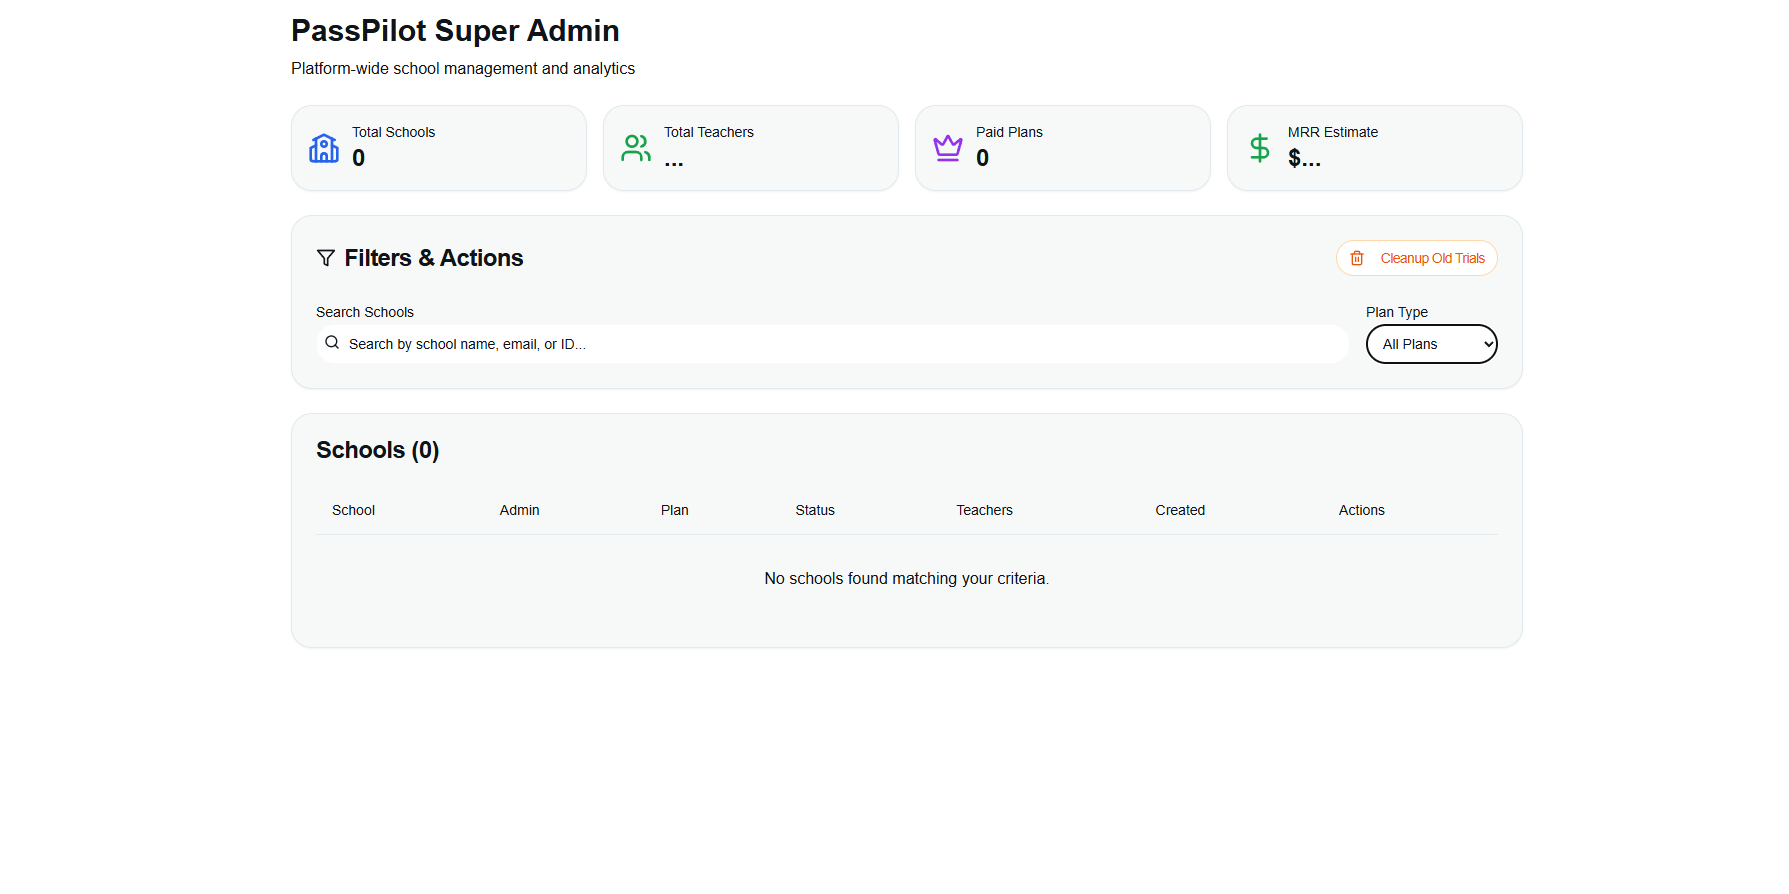 PassPilot Super Admin
Platform-wide school management and analytics
Total Schools
0
Total Teachers
...
Paid Plans
0
MRR Estimate
$...
Filters & Actions
Cleanup Old Trials
Search Schools
Search by school name, email, or ID...
Plan Type
All Plans
Schools (0)
School Admin Plan Status Teachers Created Actions
No schools found matching your criteria.